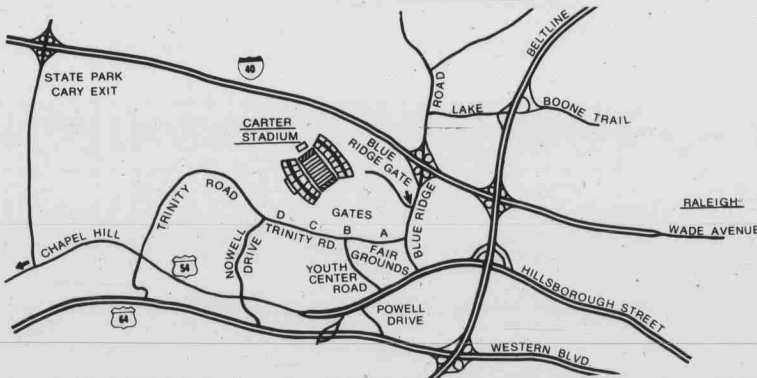 BELTLINE
40
STATE PARK
CARY EXIT
ROAD
LAKE
BOONE TRAIL
CARTER
STADIUM
BLUE
RIDGE GATE
TRINITY ROAD
GATES
D C B A
TRINITY RD.
BLUE RIDGE
RALEIGH
WADE AVENUE
CHAPEL HILL
54
NOWELL
DRIVE
FAIR
GROUNDS
YOUTH
CENTER
ROAD
HILLSBOROUGH STREET
64
POWELL
DRIVE
WESTERN BLVD.